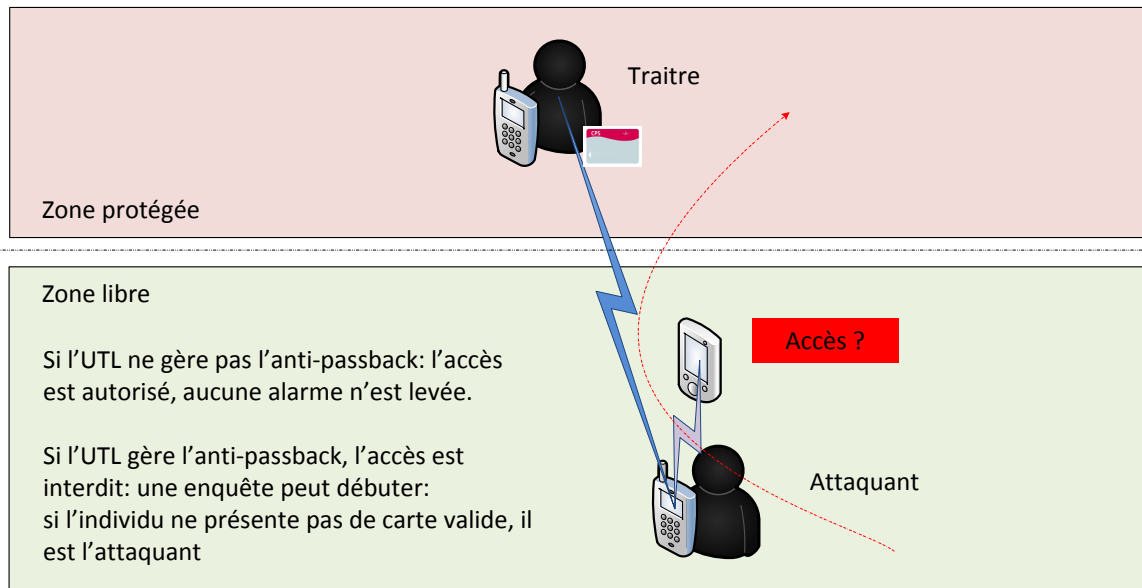 Traitre
CPS
Zone protégée
Zone libre
Si l'UTL ne gère pas l'anti-passback: l'accès
est autorisé, aucune alarme n'est levée.
Accès ?
Si l'UTL gère l'anti-passback, l'accès est
interdit: une enquête peut débuter:
si l'individu ne présente pas de carte valide, il
est l'attaquant
Attaquant